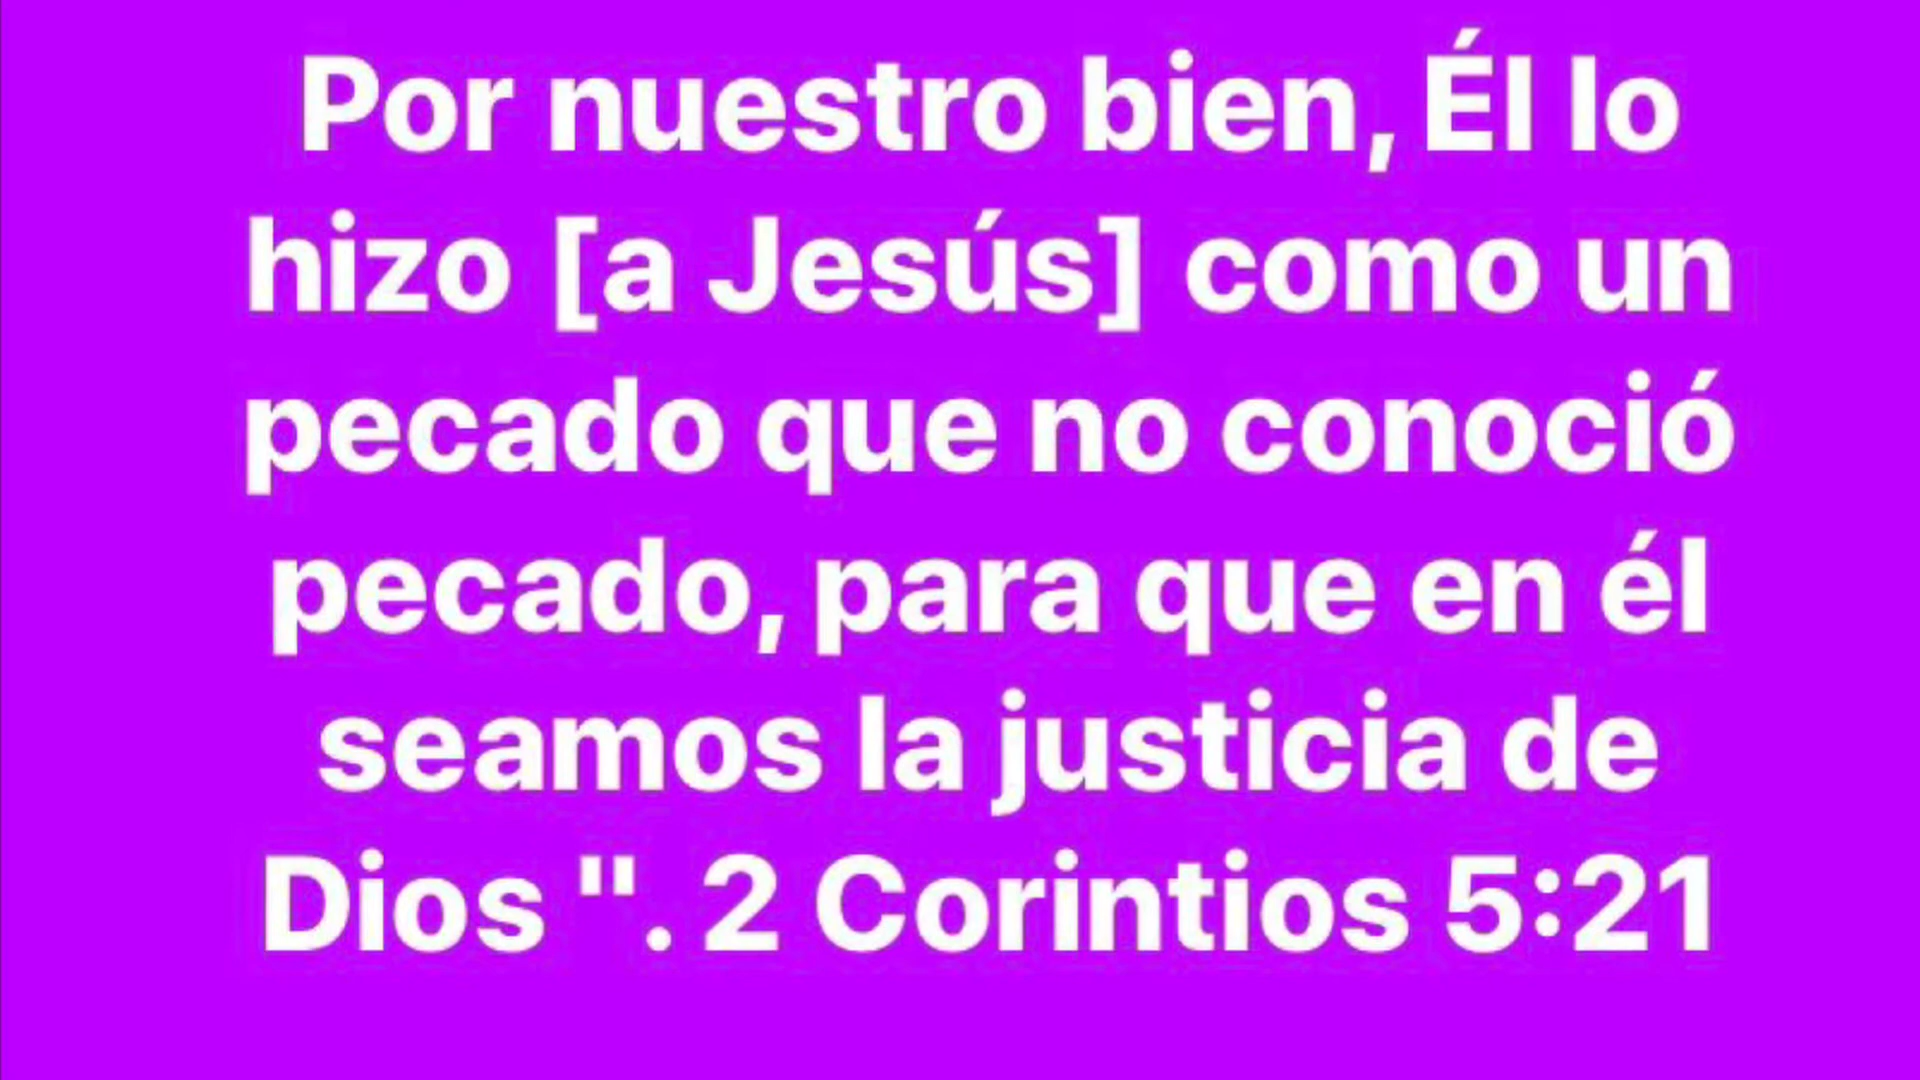 Por nuestro bien, Él lo
hizo [a Jesús] como un
pecado que no conoció
pecado, para que en él
seamos la justicia de
Dios ". 2 Corintios 5:21